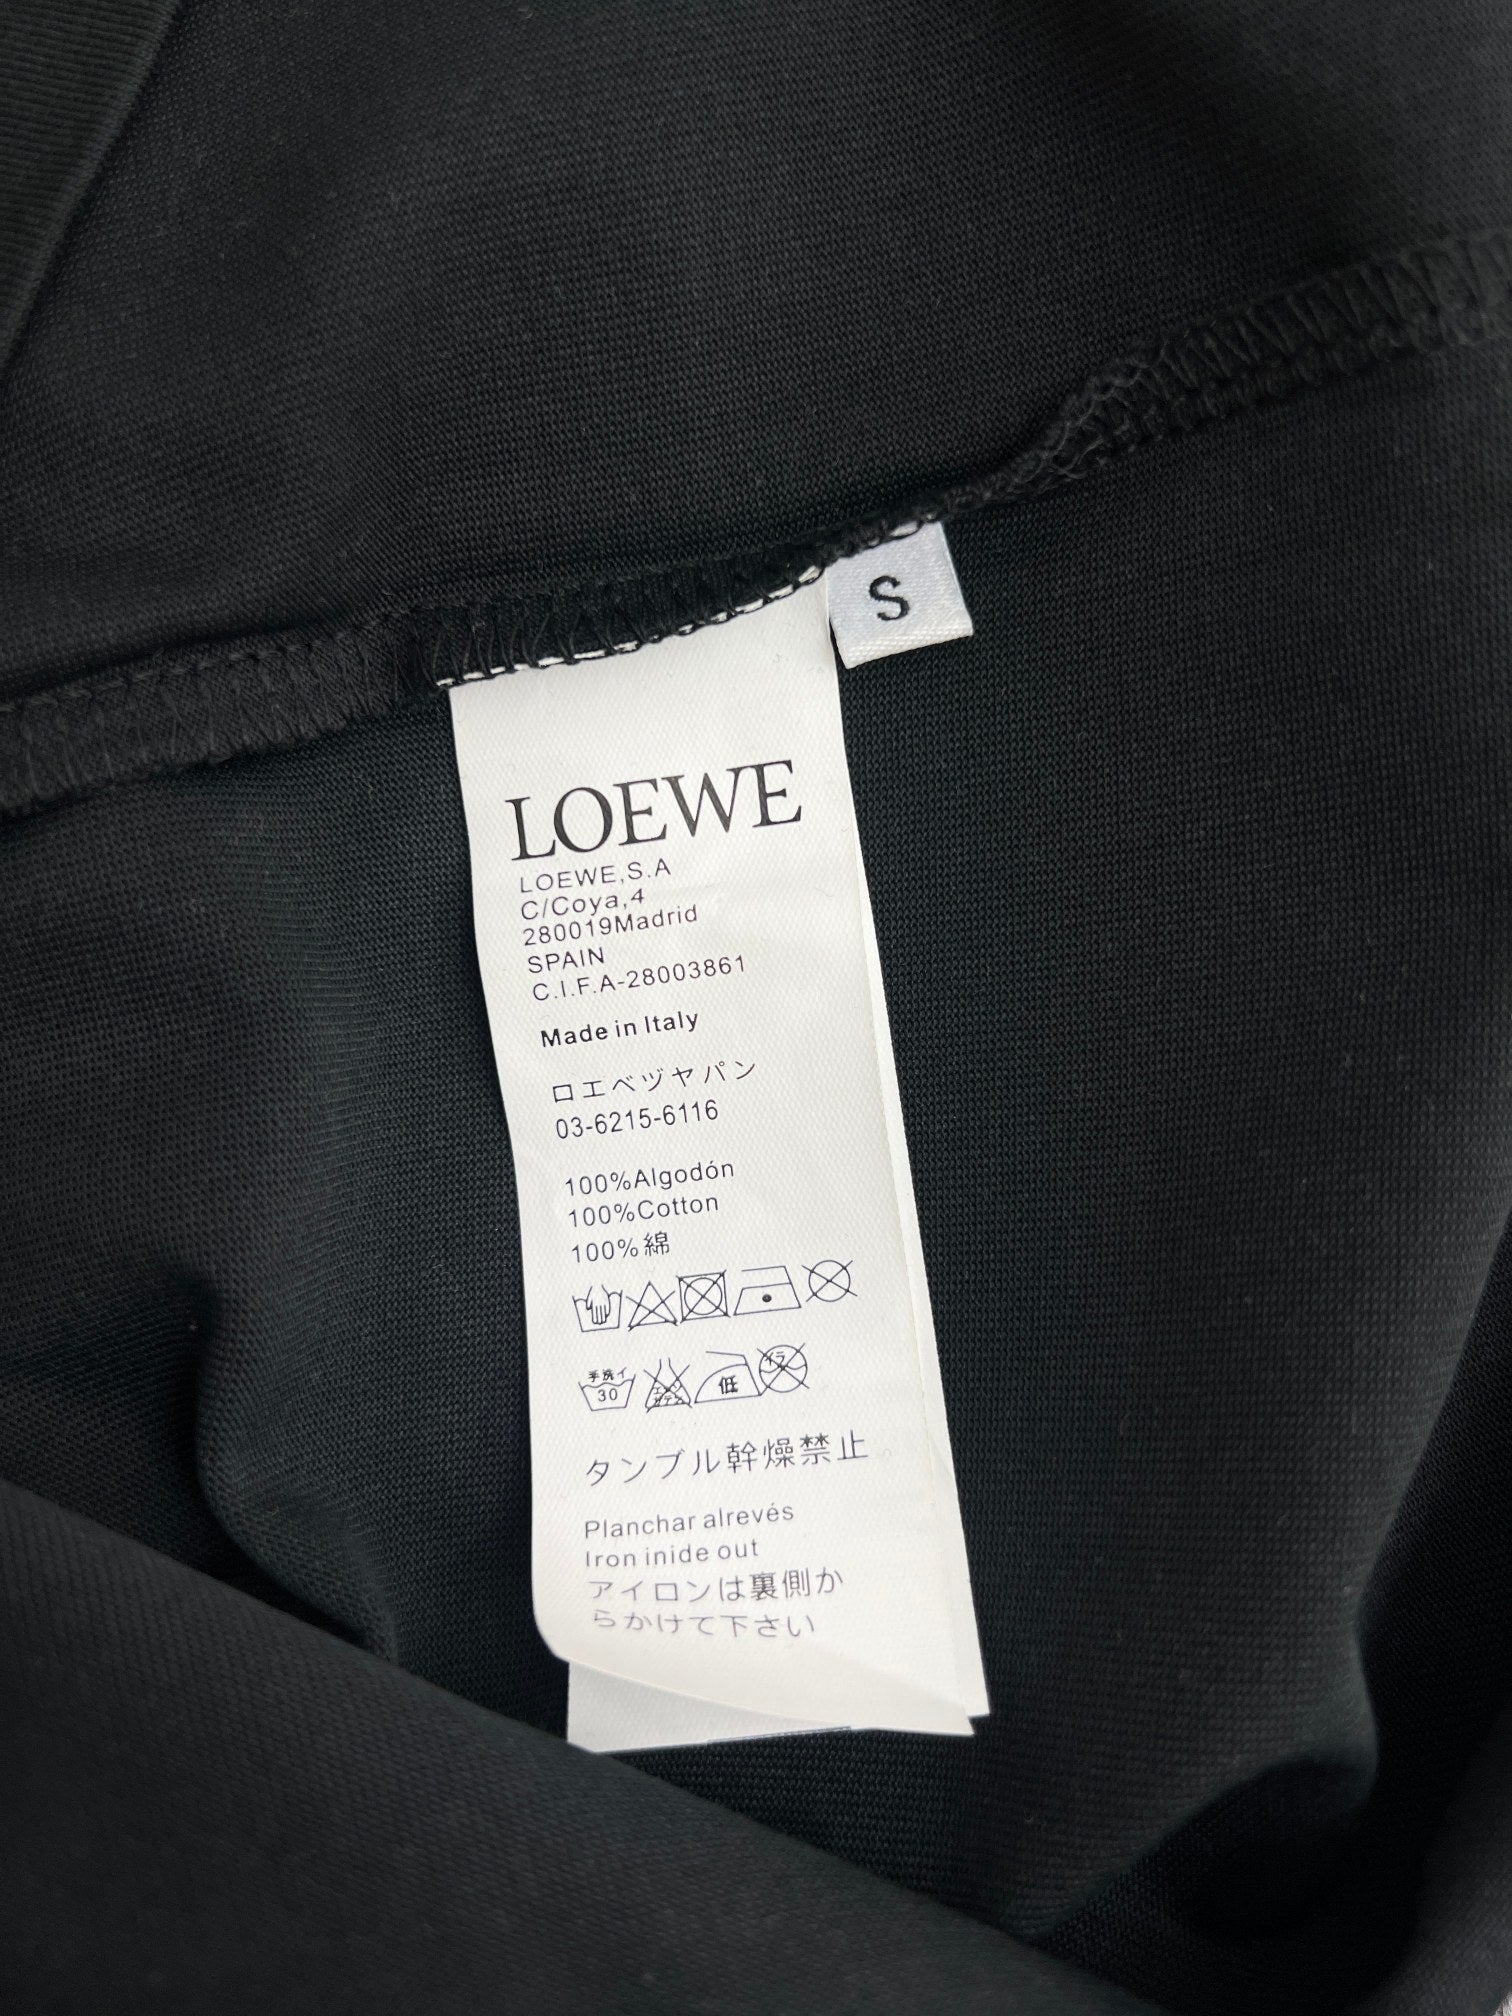 S
LOEWE
LOEWE,S.A
C/Coya,4
280019Madrid
SPAIN
C.I.F.A-28003861
Made in Italy
ロエベヅヤパン
03-6215-6116
100%Algodón
100%Cotton
100%綿
手洗イ
30
低
タンブル幹燥禁止
Planchar alrevés
Iron inide out
アイロンは裏側か
らかけて下さい